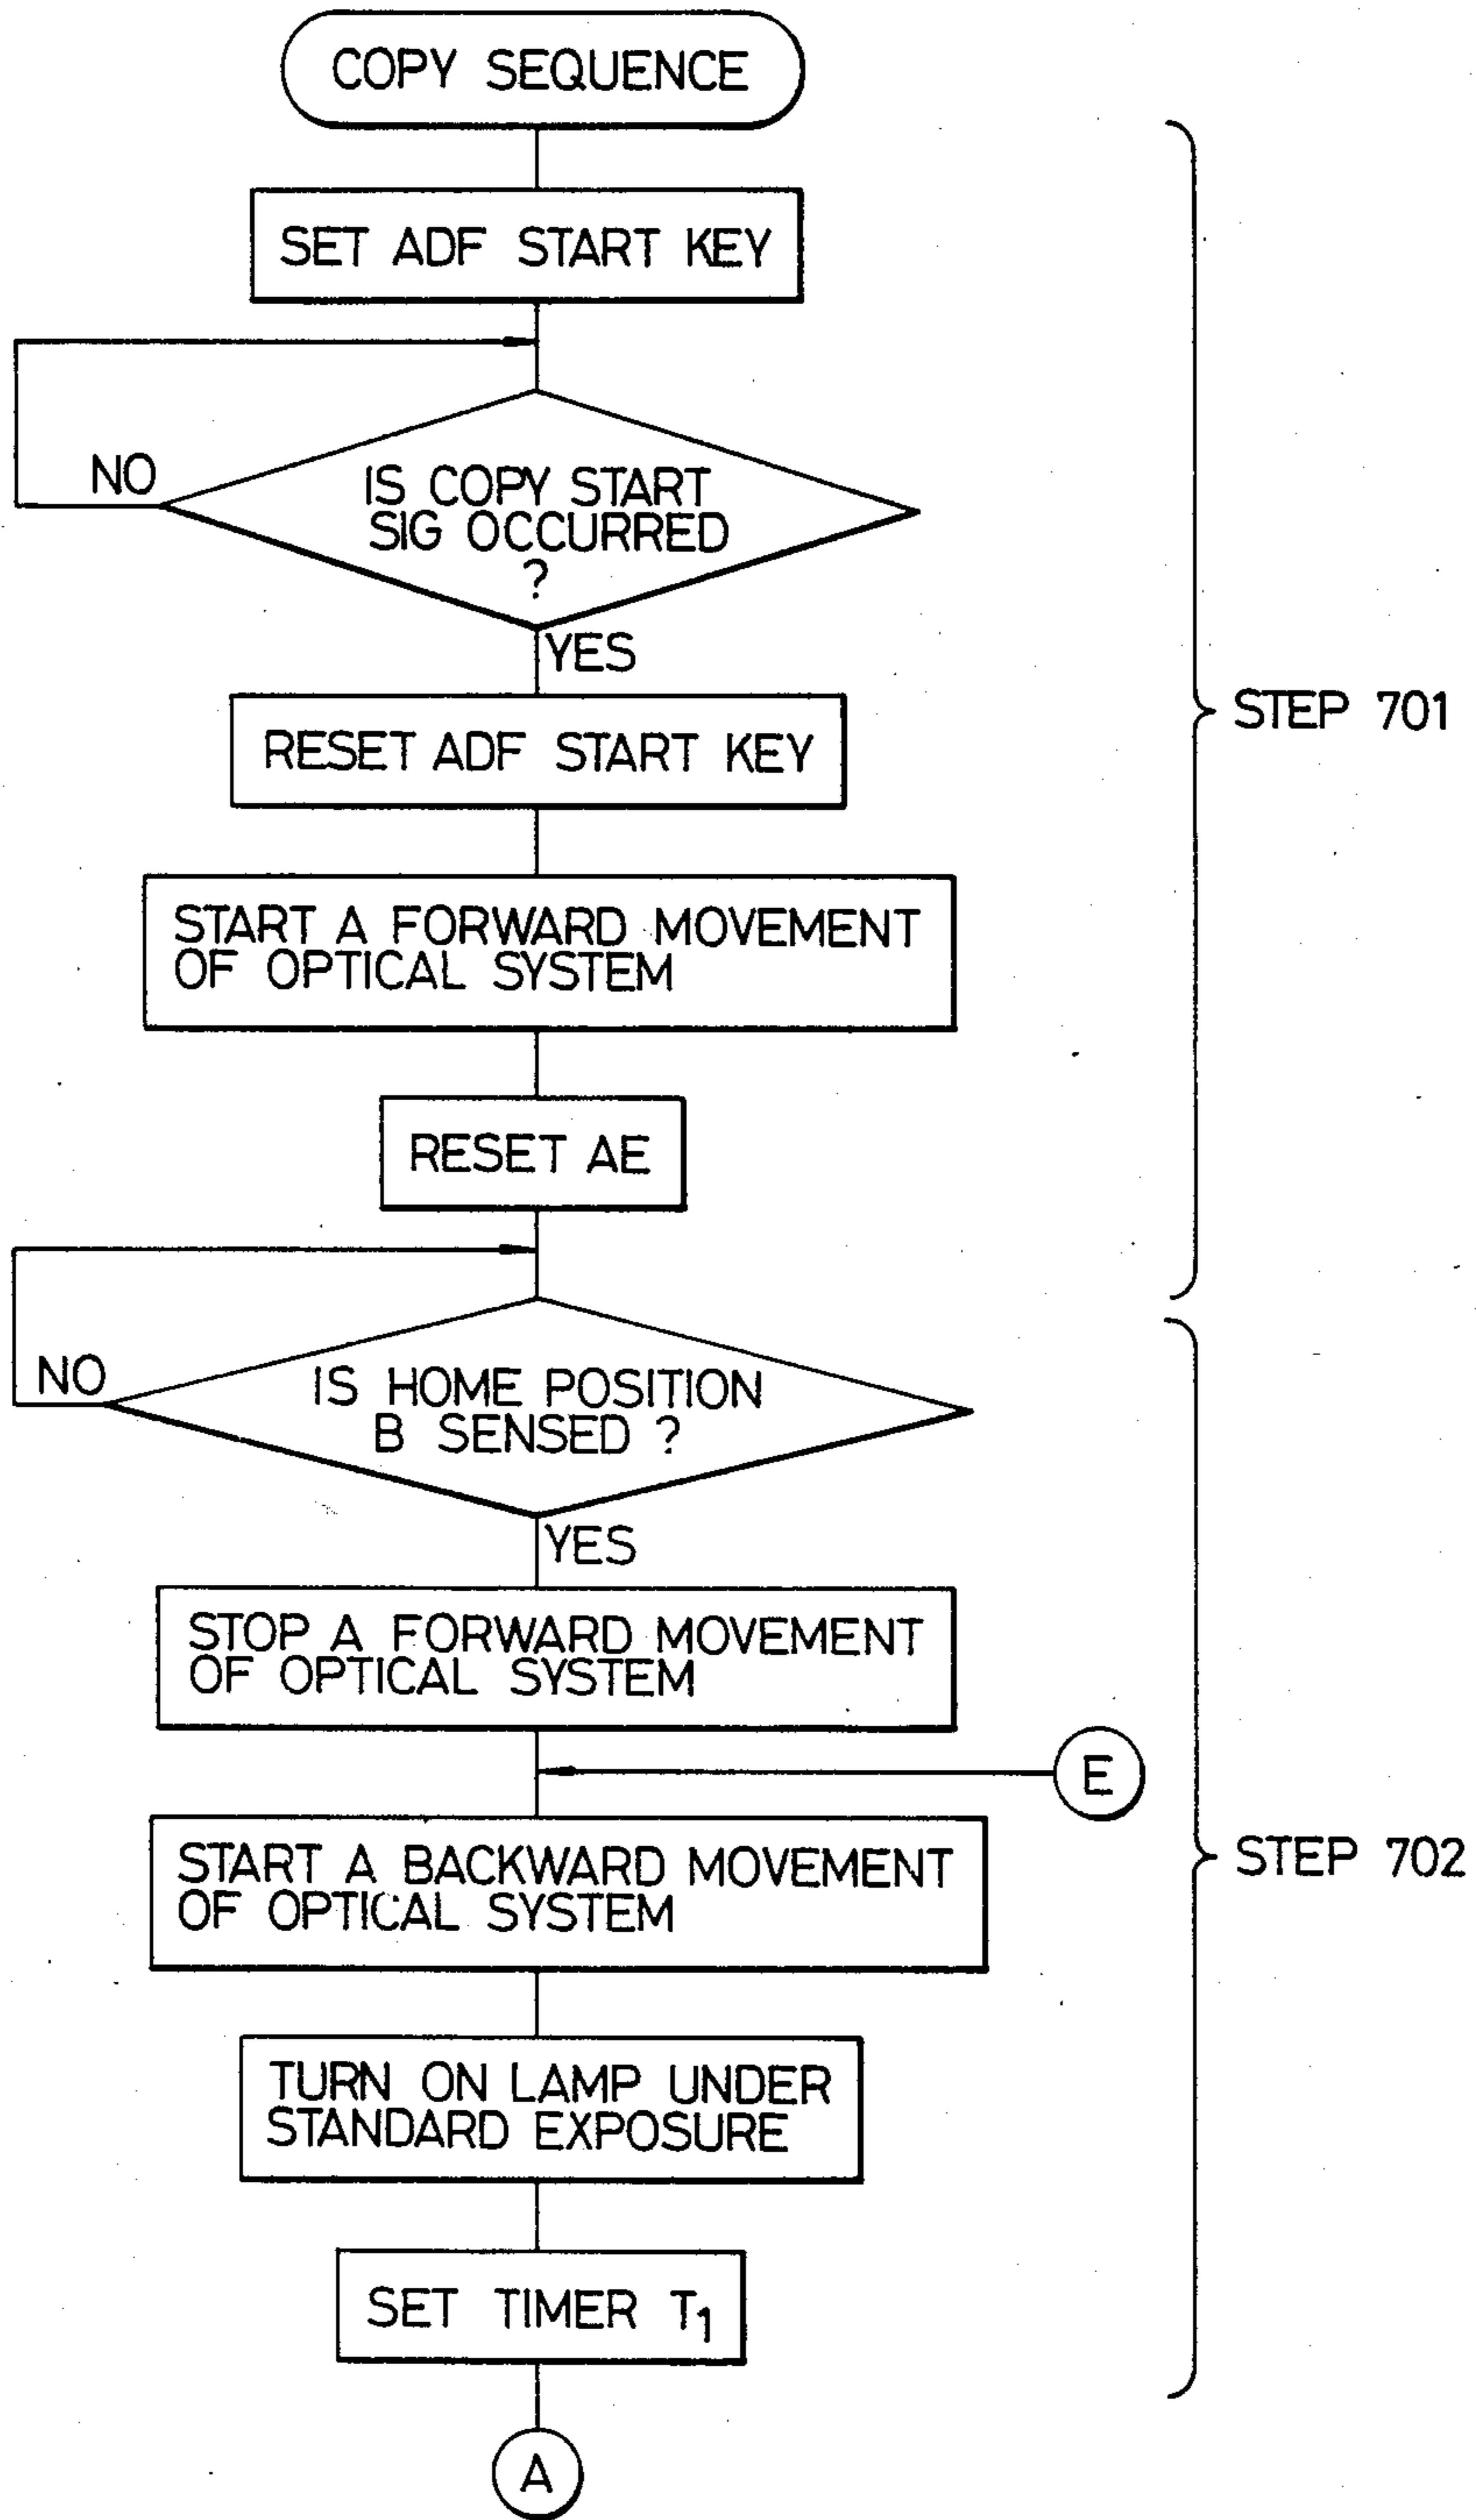 COPY SEQUENCE
SET ADF START KEY
NO
IS COPY START
SIG OCCURRED
?
YES
STEP 701
RESET ADF START KEY
START A FORWARD MOVEMENT
OF OPTICAL SYSTEM
RESET AE
NO
IS HOME POSITION
B SENSED ?
YES
STOP A FORWARD MOVEMENT
OF OPTICAL SYSTEM
E
START A BACKWARD MOVEMENT
OF OPTICAL SYSTEM
STEP 702
TURN ON LAMP UNDER
STANDARD EXPOSURE
SET TIMER T1
A